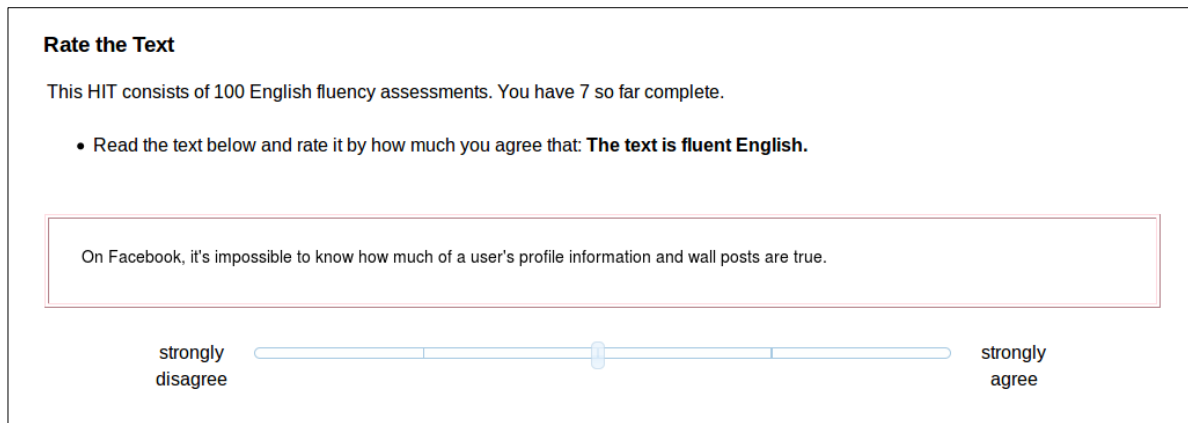 Rate the Text
This HIT consists of 100 English fluency assessments. You have 7 so far complete.
• Read the text below and rate it by how much you agree that: The text is fluent English.
On Facebook, it's impossible to know how much of a user's profile information and wall posts are true.
strongly disagree
strongly agree